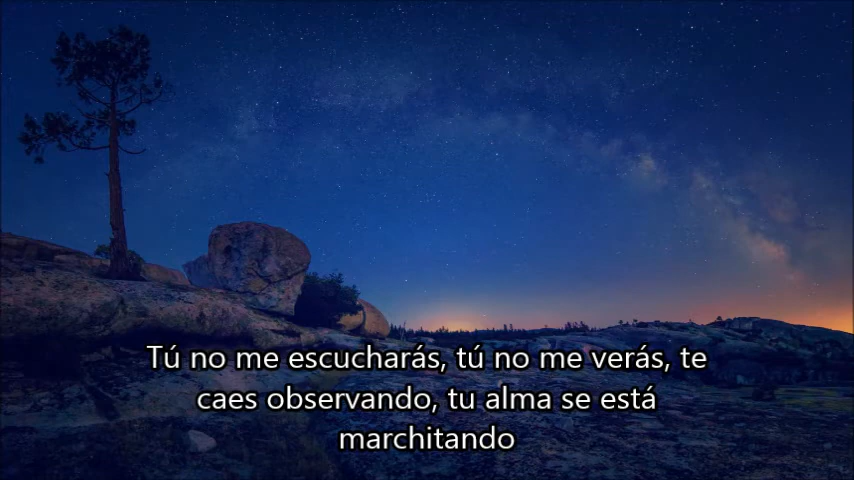 Tú no me escucharás, tú no me verás, te
caes observando, tu alma se está
marchitando